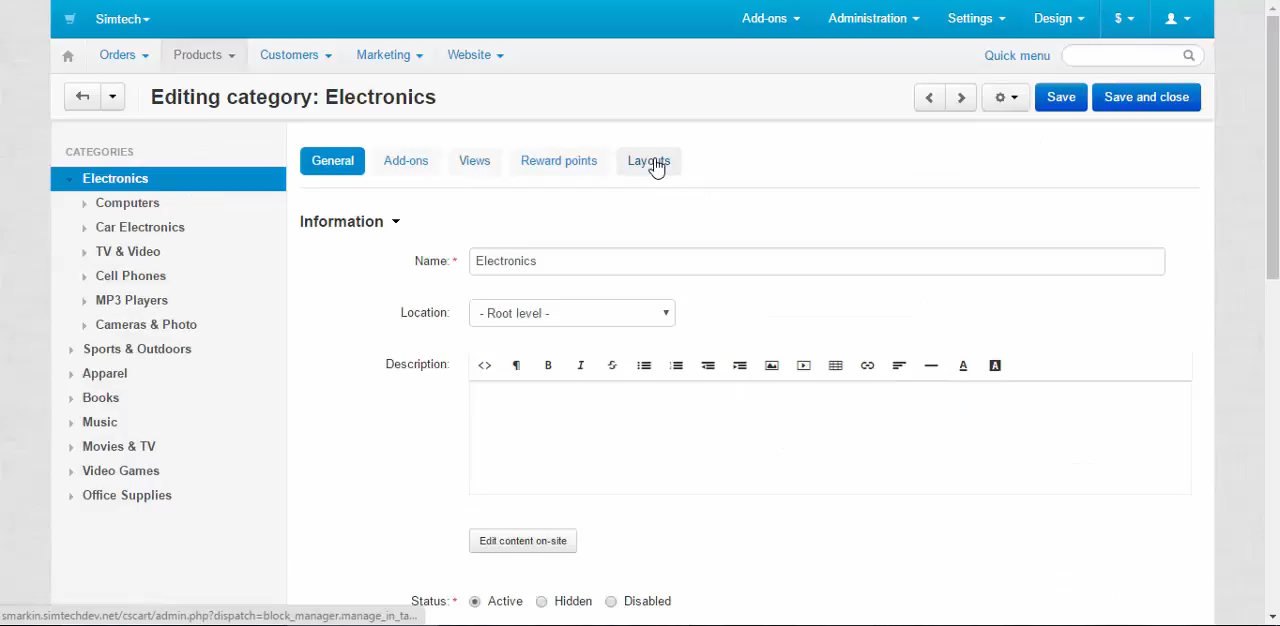 Simtech
Add-ons
Administration
Settings
Design
$
Orders
Products
Customers
Marketing
Website
Quick menu
Editing category: Electronics
Save
Save and close
CATEGORIES
Electronics
Computers
Car Electronics
TV & Video
Cell Phones
MP3 Players
Cameras & Photo
Sports & Outdoors
Apparel
Books
Music
Movies & TV
Video Games
Office Supplies
General
Add-ons
Views
Reward points
Layouts
Information
Name: *
Electronics
Location:
- Root level -
Description:
Edit content on-site
Status: *
Active
Hidden
Disabled
smarkin.simtechdev.net/cscart/admin.php?dispatch=block_manager.manage_in_ta...